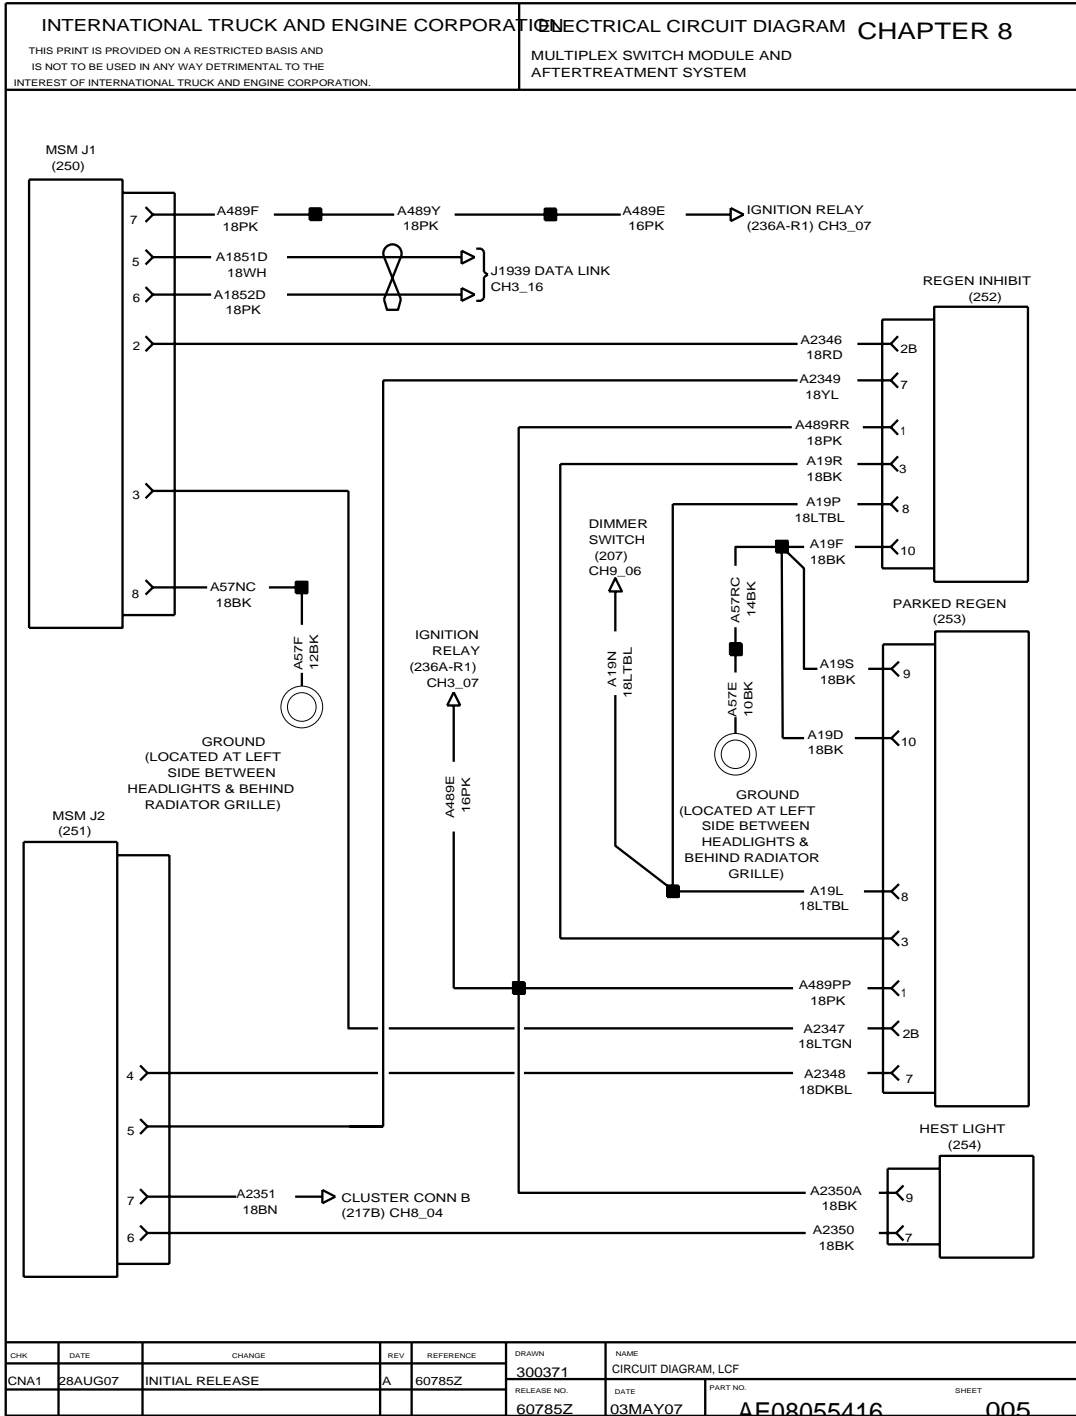 INTERNATIONAL TRUCK AND ENGINE CORPORATION
THIS PRINT IS PROVIDED ON A RESTRICTED BASIS AND
IS NOT TO BE USED IN ANY WAY DETRIMENTAL TO THE
INTEREST OF INTERNATIONAL TRUCK AND ENGINE CORPORATION.
ELECTRICAL CIRCUIT DIAGRAM CHAPTER 8
MULTIPLEX SWITCH MODULE AND
AFTERTREATMENT SYSTEM
MSM J1
(250)
7
A489F
18PK
A489Y
18PK
A489E
16PK
IGNITION RELAY
(236A-R1) CH3_07
5
A1851D
18WH
6
A1852D
18PK
J1939 DATA LINK
CH3_16
2
3
8
A57NC
18BK
A57F
12BK
GROUND
(LOCATED AT LEFT
SIDE BETWEEN
HEADLIGHTS & BEHIND
RADIATOR GRILLE)
REGEN INHIBIT
(252)
A2346
18RD
2B
A2349
18YL
7
A489RR
18PK
1
A19R
18BK
3
A19P
18LTBL
8
A19F
18BK
10
DIMMER
SWITCH
(207)
CH9_06
A19N
18LTBL
A57RC
14BK
A57E
10BK
GROUND
(LOCATED AT LEFT
SIDE BETWEEN
HEADLIGHTS &
BEHIND RADIATOR
GRILLE)
IGNITION
RELAY
(236A-R1)
CH3_07
A489E
16PK
PARKED REGEN
(253)
A19S
18BK
9
A19D
18BK
10
A19L
18LTBL
8
3
A489PP
18PK
1
A2347
18LTGN
2B
A2348
18DKBL
7
MSM J2
(251)
4
5
7
A2351
18BN
CLUSTER CONN B
(217B) CH8_04
6
HEST LIGHT
(254)
A2350A
18BK
9
A2350
18BK
7
CHK DATE CHANGE REV REFERENCE
CNA1 28AUG07 INITIAL RELEASE A 60785Z
DRAWN
300371
NAME
CIRCUIT DIAGRAM, LCF
RELEASE NO.
60785Z
DATE
03MAY07
PART NO.
AE08055416
SHEET
005